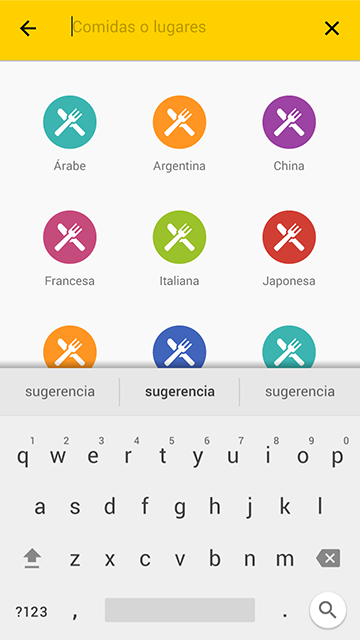 Comidas o lugares
Árabe Argentina China
Francesa Italiana Japonesa
sugerencia sugerencia sugerencia
1 2 3 4 5 6 7 8 9 0
q w e r t y u i o p
a s d f g h j k l
z x c v b n m
?123 , .